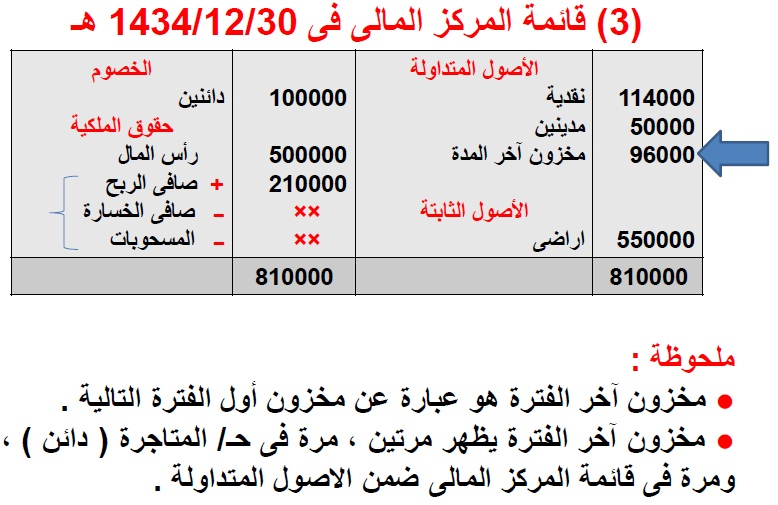 (3) قائمة المركز المالى فى 1434/12/30 هـ
الأصول المتداولة الخصوم
114000 نقدية 100000 دائنين
50000 مدينين حقوق الملكية
96000 مخزون آخر المدة 500000 رأس المال
210000 + صافى الربح
الأصول الثابتة ×× – صافى الخسارة
550000 اراضى ×× – المسحوبات
810000 810000
ملحوظة :
● مخزون آخر الفترة هو عبارة عن مخزون أول الفترة التالية .
● مخزون آخر الفترة يظهر مرتين ، مرة فى حـ/ المتاجرة ( دائن ) ،
ومرة فى قائمة المركز المالى ضمن الاصول المتداولة .